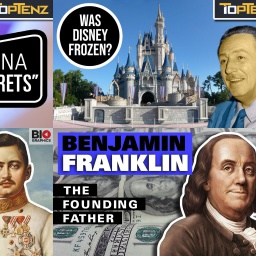 TOPTENZ
NA
RETS"
WAS
DISNEY
FROZEN?
TOPTENZ
BIO
GRAPHICS
BENJAMIN
FRANKLIN
THE
FOUNDING
FATHER